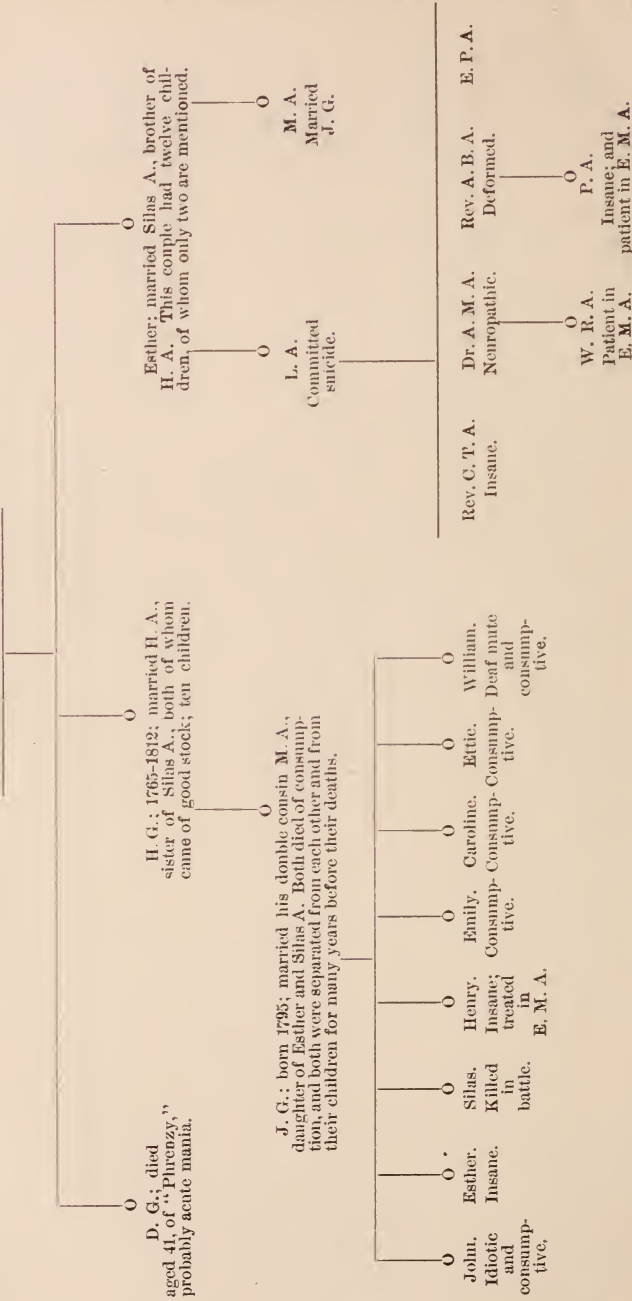 D. G.; died
aged 41, of "Phrenzy,"
probably acute mania.
H. G.; 1765-1812; married H. A.,
sister of Silas A., both of whom
came of good stock; ten children.
Esther; married Silas A., brother of
H. A. This couple had twelve chil-
dren, of whom only two are mentioned.
J. G.; born 1795; married his double cousin M. A.,
daughter of Esther and Silas A. Both died of consump-
tion, and both were separated from each other and from
their children for many years before their deaths.
L. A.
Committed
suicide.
M. A.
Married
J. G.
John.
Idiotic
and
consump-
tive.
Esther.
Insane.
Silas.
Killed
in
battle.
Henry.
Insane;
treated
in
E. M. A.
Emily.
Consump-
tive.
Caroline.
Consump-
tive.
Ettie.
Consump-
tive.
William.
Deaf mute
and
consump-
tive.
Rev. C. T. A.
Insane.
Dr. A. M. A.
Neuropathic.
Rev. A. B. A.
Deformed.
E. P. A.
W. R. A.
Patient in
E. M. A.
P. A.
Insane; and
patient in E. M. A.